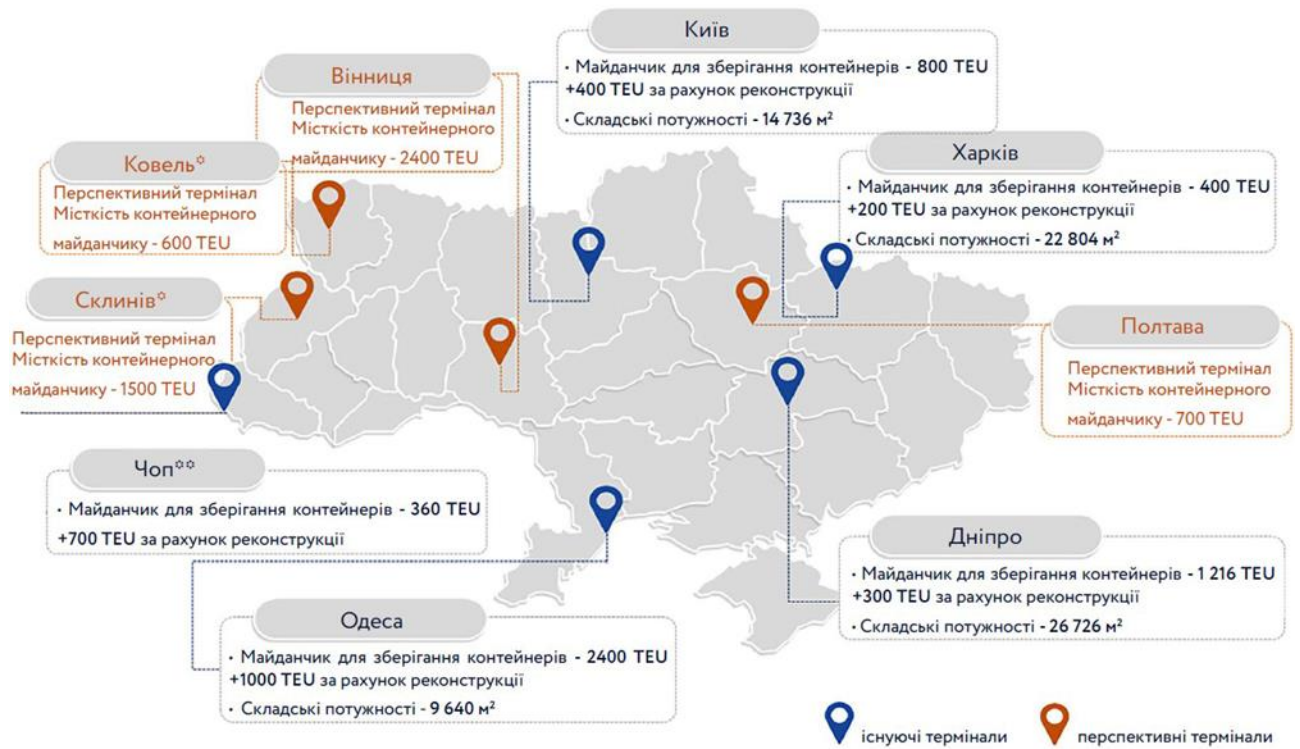 Київ
• Майданчик для зберігання контейнерів - 800 TEU
+400 TEU за рахунок реконструкції
• Складські потужності - 14 736 м²
Вінниця
Перспективний термінал
Місткість контейнерного
майданчику - 2400 TEU
Ковель*
Перспективний термінал
Місткість контейнерного
майданчику - 600 TEU
Харків
• Майданчик для зберігання контейнерів - 400 TEU
+200 TEU за рахунок реконструкції
• Складські потужності - 22 804 м²
Склинів*
Перспективний термінал
Місткість контейнерного
майданчику - 1500 TEU
Полтава
Перспективний термінал
Місткість контейнерного
майданчику - 700 TEU
Чоп**
• Майданчик для зберігання контейнерів - 360 TEU
+700 TEU за рахунок реконструкції
Дніпро
• Майданчик для зберігання контейнерів - 1 216 TEU
+300 TEU за рахунок реконструкції
• Складські потужності - 26 726 м²
Одеса
• Майданчик для зберігання контейнерів - 2400 TEU
+1000 TEU за рахунок реконструкції
• Складські потужності - 9 640 м²
існуючі термінали
перспективні термінали